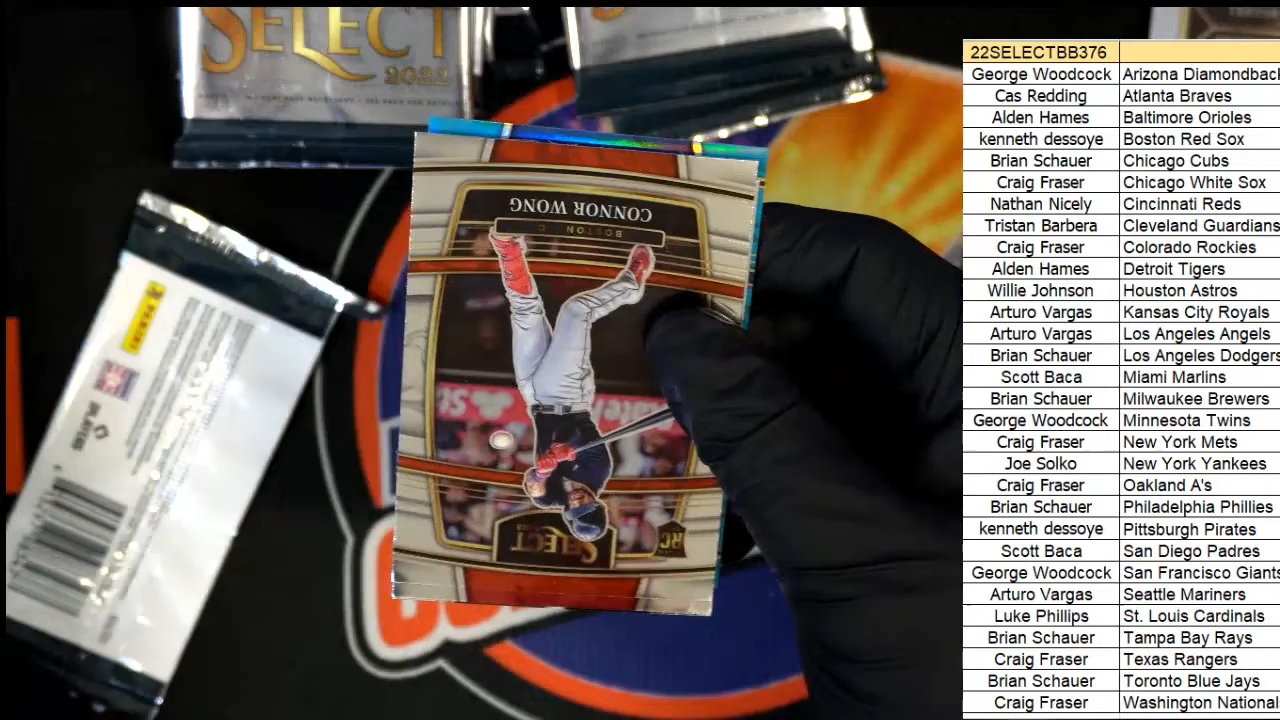 SELECT
2022
CONNOR WONG
BOSTON C
SELECT
RC
PANINI
22SELECTBB376
George Woodcock Arizona Diamondbac
Cas Redding Atlanta Braves
Alden Hames Baltimore Orioles
kenneth dessoye Boston Red Sox
Brian Schauer Chicago Cubs
Craig Fraser Chicago White Sox
Nathan Nicely Cincinnati Reds
Tristan Barbera Cleveland Guardians
Craig Fraser Colorado Rockies
Alden Hames Detroit Tigers
Willie Johnson Houston Astros
Arturo Vargas Kansas City Royals
Arturo Vargas Los Angeles Angels
Brian Schauer Los Angeles Dodgers
Scott Baca Miami Marlins
Brian Schauer Milwaukee Brewers
George Woodcock Minnesota Twins
Craig Fraser New York Mets
Joe Solko New York Yankees
Craig Fraser Oakland A's
Brian Schauer Philadelphia Phillies
kenneth dessoye Pittsburgh Pirates
Scott Baca San Diego Padres
George Woodcock San Francisco Giants
Arturo Vargas Seattle Mariners
Luke Phillips St. Louis Cardinals
Brian Schauer Tampa Bay Rays
Craig Fraser Texas Rangers
Brian Schauer Toronto Blue Jays
Craig Fraser Washington National